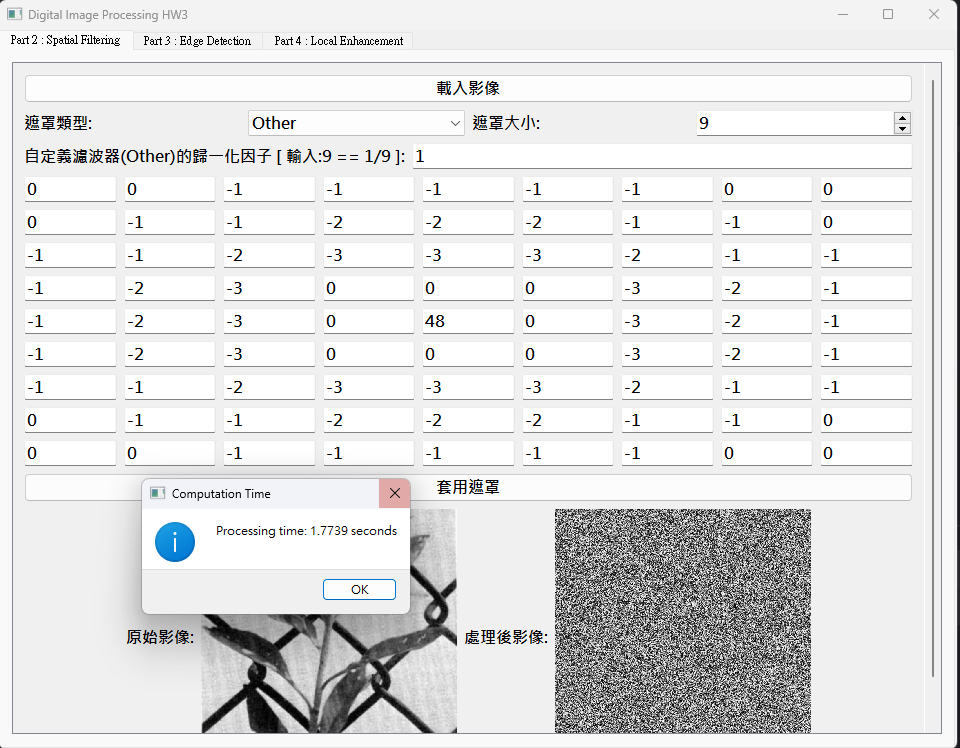 Digital Image Processing HW3
Part 2 : Spatial Filtering Part 3 : Edge Detection Part 4 : Local Enhancement
載入影像
遮罩類型: Other 遮罩大小: 9
自定義濾波器(Other)的歸一化因子 [ 輸入:9 == 1/9 ]: 1
0 0 -1 -1 -1 -1 -1 0 0
0 -1 -1 -2 -2 -2 -1 -1 0
-1 -1 -2 -3 -3 -3 -2 -1 -1
-1 -2 -3 0 0 0 -3 -2 -1
-1 -2 -3 0 48 0 -3 -2 -1
-1 -2 -3 0 0 0 -3 -2 -1
-1 -1 -2 -3 -3 -3 -2 -1 -1
0 -1 -1 -2 -2 -2 -1 -1 0
0 0 -1 -1 -1 -1 -1 0 0
套用遮罩
Computation Time
Processing time: 1.7739 seconds
OK
原始影像: 處理後影像: